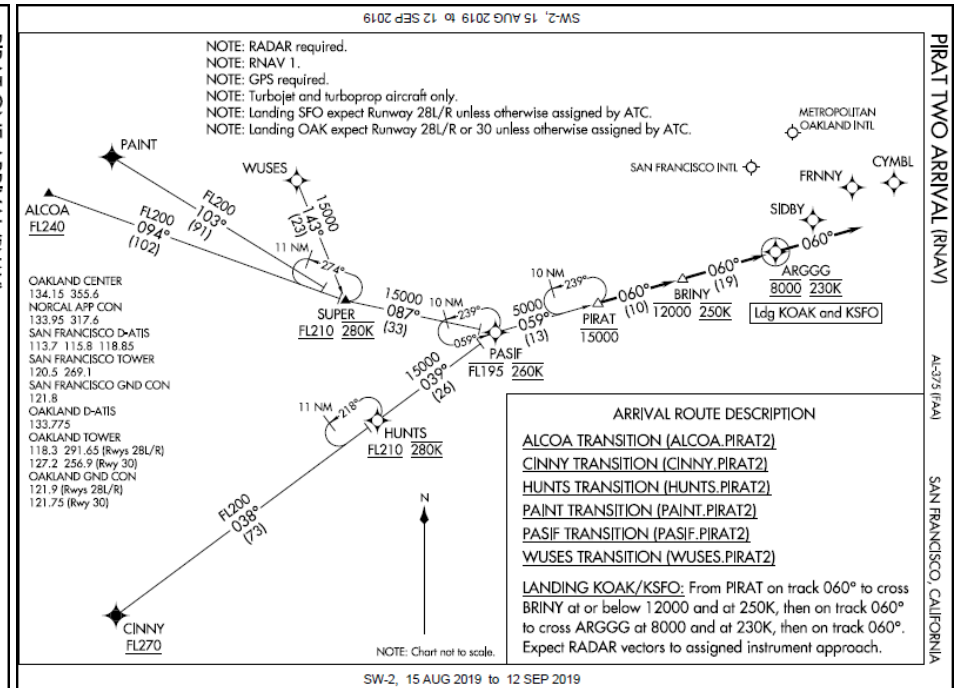 SW-2, 15 AUG 2019 to 12 SEP 2019
PIRAT TWO ARRIVAL (RNAV)
AL-375 (FAA)
SAN FRANCISCO, CALIFORNIA
NOTE: RADAR required.
NOTE: RNAV 1.
NOTE: GPS required.
NOTE: Turbojet and turboprop aircraft only.
NOTE: Landing SFO expect Runway 28L/R unless otherwise assigned by ATC.
NOTE: Landing OAK expect Runway 28L/R or 30 unless otherwise assigned by ATC.
METROPOLITAN
OAKLAND INTL
SAN FRANCISCO INTL
CYMBL
FRNNY
SIDBY
PAINT
WUSES
ALCOA
FL240
FL200
103°
(91)
FL200
094°
(102)
15000
143°
(23)
11 NM
274°
SUPER
FL210 280K
15000
087°
(33)
10 NM
239°
059°
PASIF
FL195 260K
5000
059°
(13)
10 NM
239°
PIRAT
15000
060°
(10)
BRINY
12000 250K
060°
(19)
ARGGG
8000 230K
Ldg KOAK and KSFO
060°
15000
039°
(26)
11 NM
218°
HUNTS
FL210 280K
FL200
038°
(73)
CINNY
FL270
OAKLAND CENTER
134.15 355.6
NORCAL APP CON
133.95 317.6
SAN FRANCISCO D-ATIS
113.7 115.8 118.85
SAN FRANCISCO TOWER
120.5 269.1
SAN FRANCISCO GND CON
121.8
OAKLAND D-ATIS
133.775
OAKLAND TOWER
118.3 291.65 (Rwys 28L/R)
127.2 256.9 (Rwy 30)
OAKLAND GND CON
121.9 (Rwys 28L/R)
121.75 (Rwy 30)
N
NOTE: Chart not to scale.
ARRIVAL ROUTE DESCRIPTION
ALCOA TRANSITION (ALCOA.PIRAT2)
CINNY TRANSITION (CINNY.PIRAT2)
HUNTS TRANSITION (HUNTS.PIRAT2)
PAINT TRANSITION (PAINT.PIRAT2)
PASIF TRANSITION (PASIF.PIRAT2)
WUSES TRANSITION (WUSES.PIRAT2)
LANDING KOAK/KSFO: From PIRAT on track 060° to cross
BRINY at or below 12000 and at 250K, then on track 060°
to cross ARGGG at 8000 and at 230K, then on track 060°.
Expect RADAR vectors to assigned instrument approach.
SW-2, 15 AUG 2019 to 12 SEP 2019